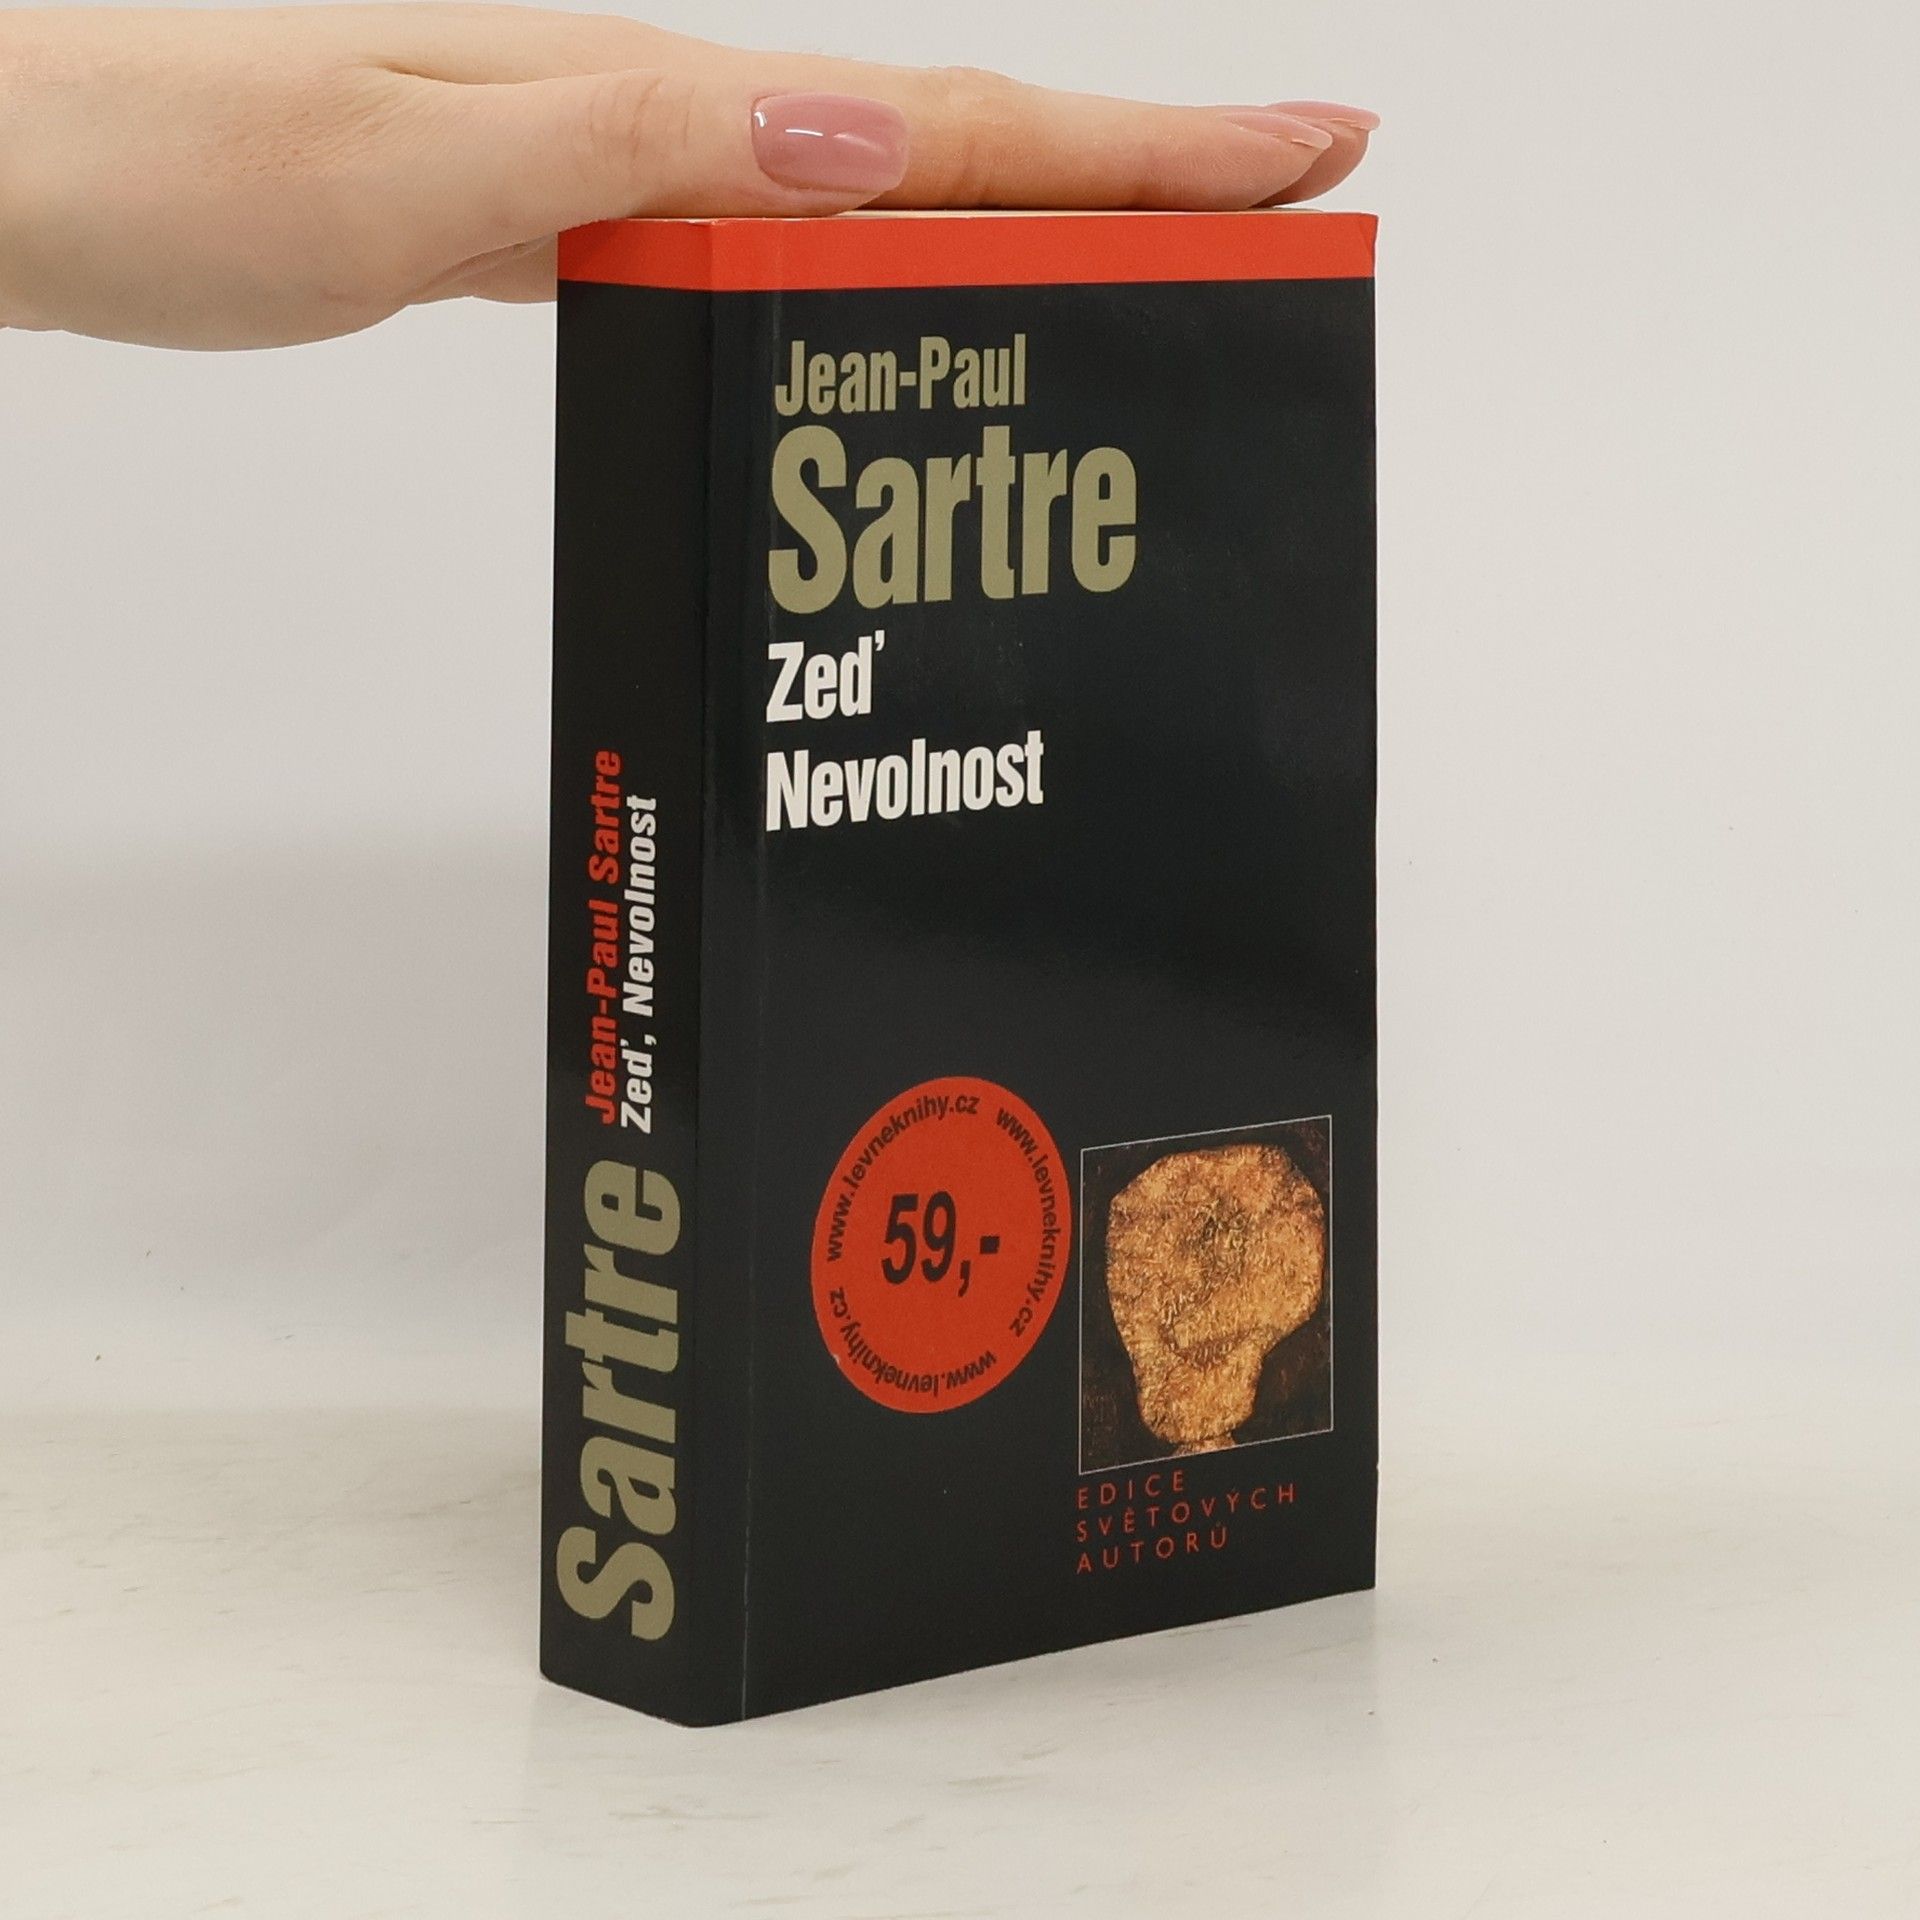 Jean-Paul
Sartre
Zeď
Nevolnost
www.levneknihy.cz www.levneknihy.cz www.levneknihy.cz
59,-
EDICE
SVĚTOVÝCH
AUTORŮ
Sartre
Jean-Paul Sartre
Zeď, Nevolnost